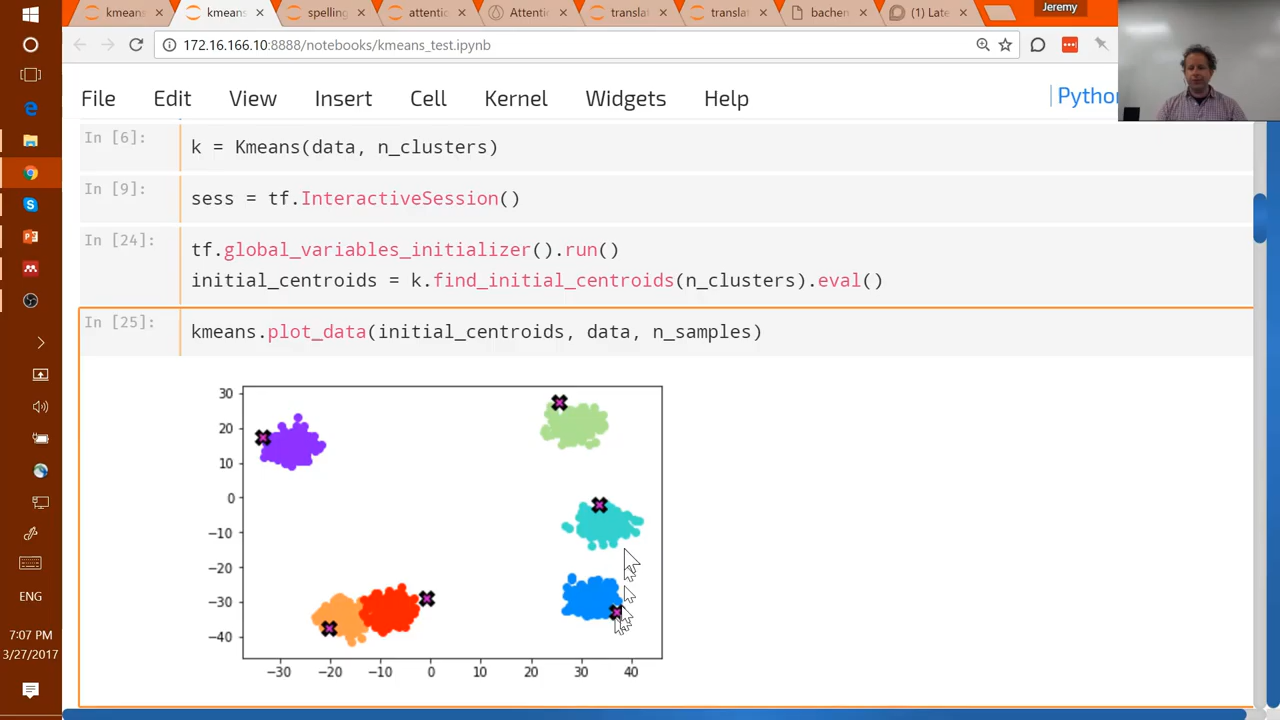 kmeans
kmeans
spelling
attentic
Attentic
translat
translat
bachen
(1) Late
Jeremy
172.16.166.10:8888/notebooks/kmeans_test.ipynb
File Edit View Insert Cell Kernel Widgets Help
Python
In [6]: k = Kmeans(data, n_clusters)
In [9]: sess = tf.InteractiveSession()
In [24]: tf.global_variables_initializer().run()
initial_centroids = k.find_initial_centroids(n_clusters).eval()
In [25]: kmeans.plot_data(initial_centroids, data, n_samples)
30
20
10
0
−10
−20
−30
−40
−30 −20 −10 0 10 20 30 40
ENG
7:07 PM
3/27/2017